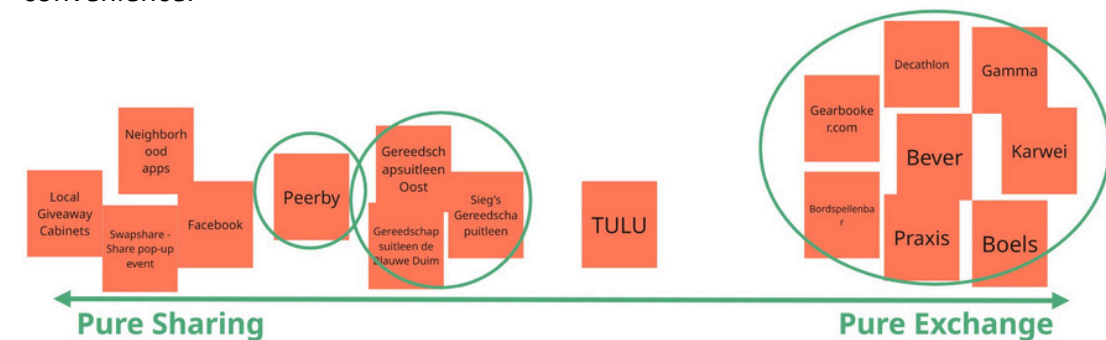 convenience.
Neighborh
ood
apps
Local
Giveaway
Cabinets
Swapshare -
Share pop-up
event
Facebook
Peerby
Gereedsch
apsuitleen
Oost
Sieg's
Gereedscha
puitleen
Gereedschap
suitleen de
Blauwe Duim
TULU
Decathlon
Gamma
Gearbooke
r.com
Bever
Karwei
Bordspellenba
r
Praxis
Boels
Pure Sharing
Pure Exchange